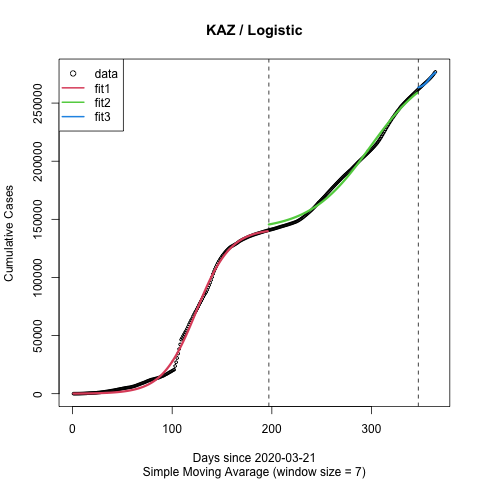 KAZ / Logistic
data
fit1
fit2
fit3
Cumulative Cases
250000
200000
150000
100000
50000
0
0 100 200 300
Days since 2020-03-21
Simple Moving Avarage (window size = 7)